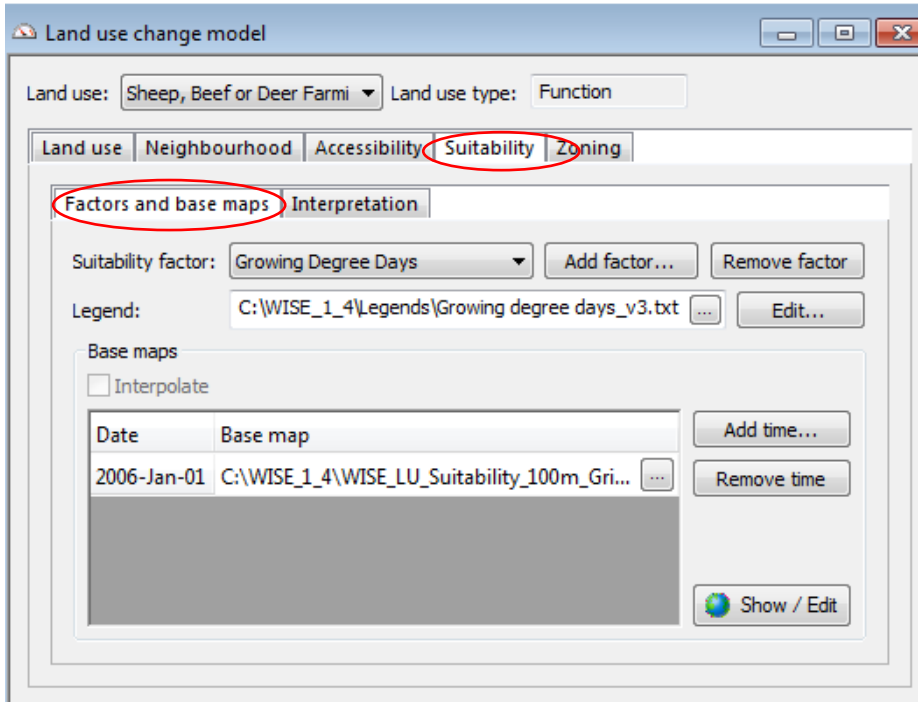 Land use change model
Land use: Sheep, Beef or Deer Farmi Land use type: Function
Land use Neighbourhood Accessibility Suitability Zoning
Factors and base maps Interpretation
Suitability factor: Growing Degree Days Add factor... Remove factor
Legend: C:\WISE_1_4\Legends\Growing degree days_v3.txt ... Edit...
Base maps
Interpolate
Date Base map Add time...
2006-Jan-01 C:\WISE_1_4\WISE_LU_Suitability_100m_Gri... ... Remove time
Show / Edit